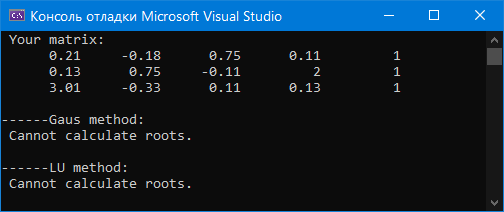 Консоль отладки Microsoft Visual Studio
Your matrix:
0.21 -0.18 0.75 0.11 1
0.13 0.75 -0.11 2 1
3.01 -0.33 0.11 0.13 1
------Gaus method:
Cannot calculate roots.
------LU method:
Cannot calculate roots.